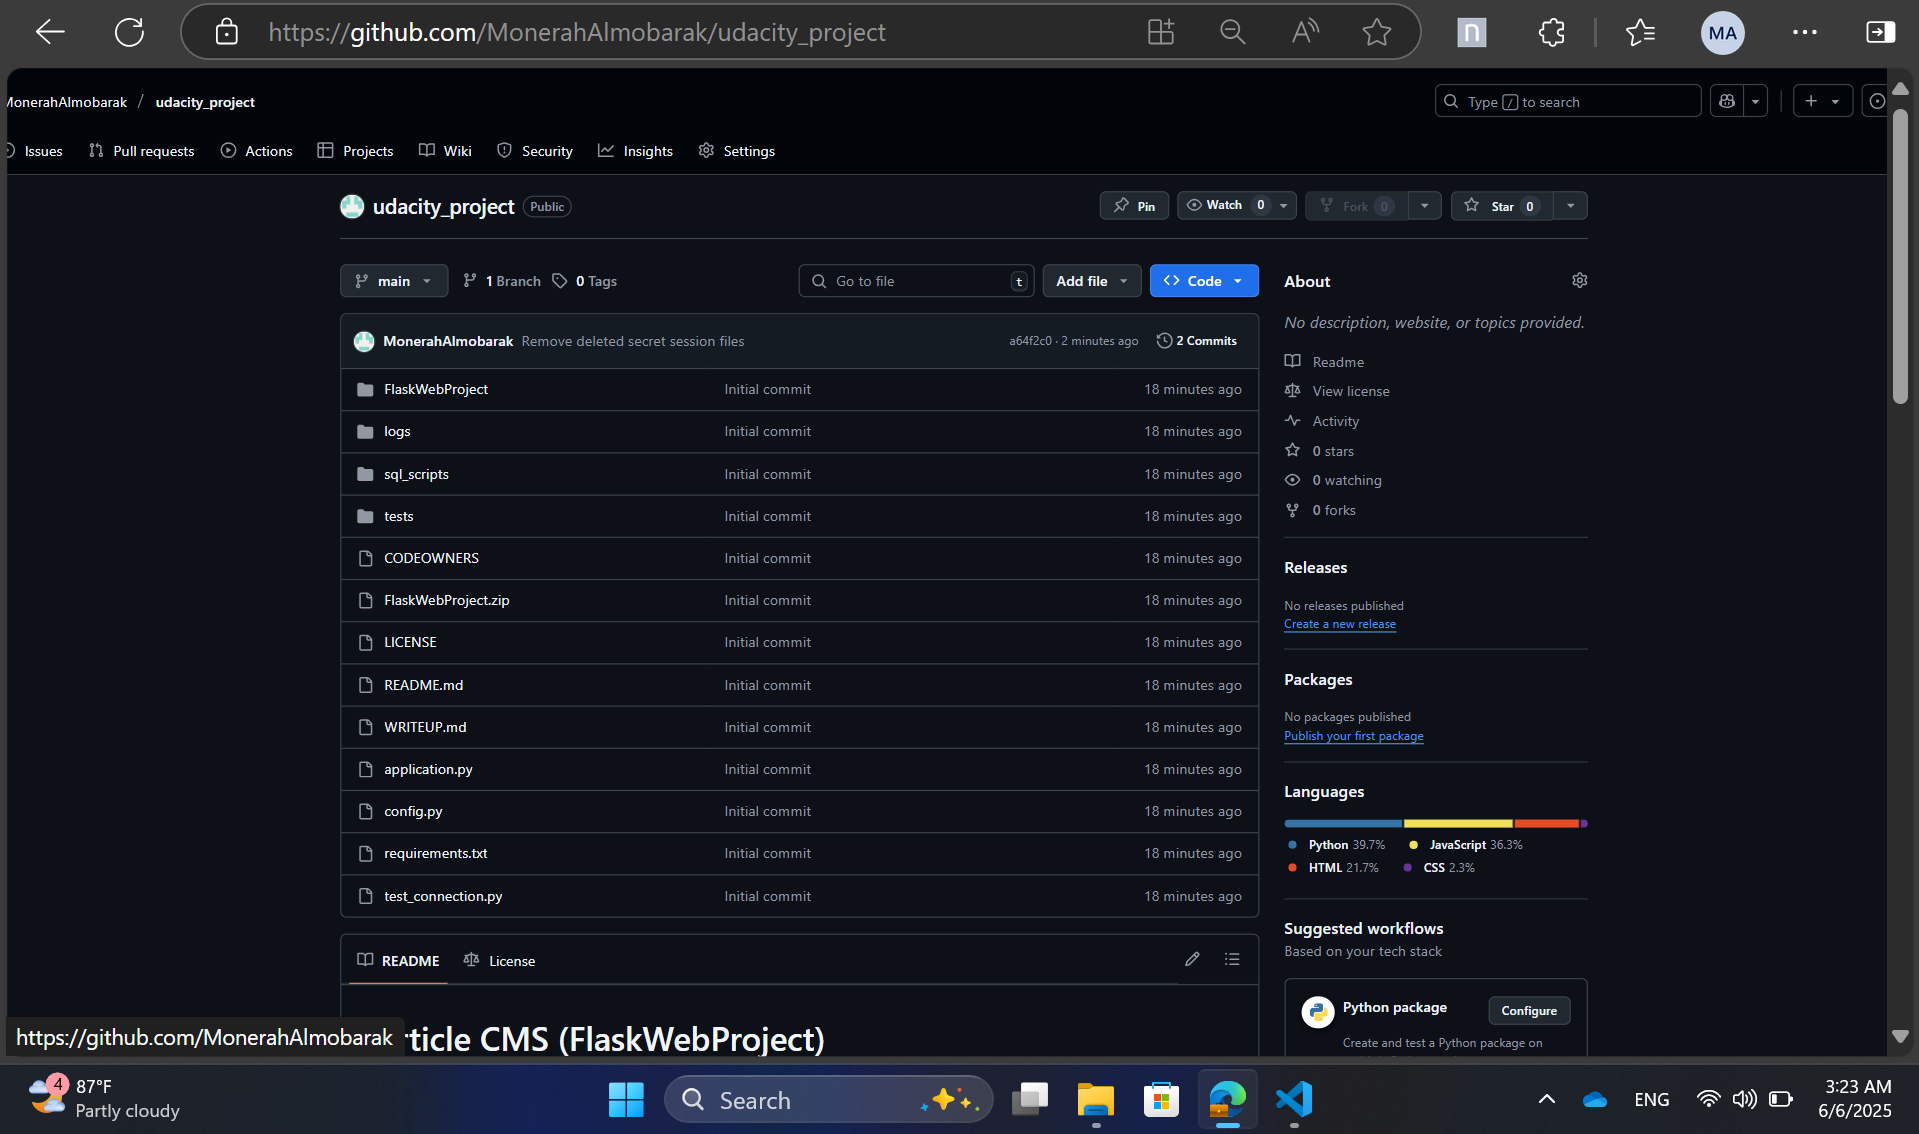 https://github.com/MonerahAlmobarak/udacity_project
MA
MonerahAlmobarak / udacity_project
Type / to search
Issues Pull requests Actions Projects Wiki Security Insights Settings
udacity_project Public
Pin Watch 0 Fork 0 Star 0
main 1 Branch 0 Tags Go to file t Add file Code
MonerahAlmobarak Remove deleted secret session files a64f2c0 · 2 minutes ago 2 Commits
FlaskWebProject Initial commit 18 minutes ago
logs Initial commit 18 minutes ago
sql_scripts Initial commit 18 minutes ago
tests Initial commit 18 minutes ago
CODEOWNERS Initial commit 18 minutes ago
FlaskWebProject.zip Initial commit 18 minutes ago
LICENSE Initial commit 18 minutes ago
README.md Initial commit 18 minutes ago
WRITEUP.md Initial commit 18 minutes ago
application.py Initial commit 18 minutes ago
config.py Initial commit 18 minutes ago
requirements.txt Initial commit 18 minutes ago
test_connection.py Initial commit 18 minutes ago
README License
rticle CMS (FlaskWebProject)
About
No description, website, or topics provided.
Readme
View license
Activity
0 stars
0 watching
0 forks
Releases
No releases published
Create a new release
Packages
No packages published
Publish your first package
Languages
Python 39.7% JavaScript 36.3%
HTML 21.7% CSS 2.3%
Suggested workflows
Based on your tech stack
Python package Configure
Create and test a Python package on
https://github.com/MonerahAlmobarak
4 87°F
Partly cloudy
Search
ENG
3:23 AM
6/6/2025